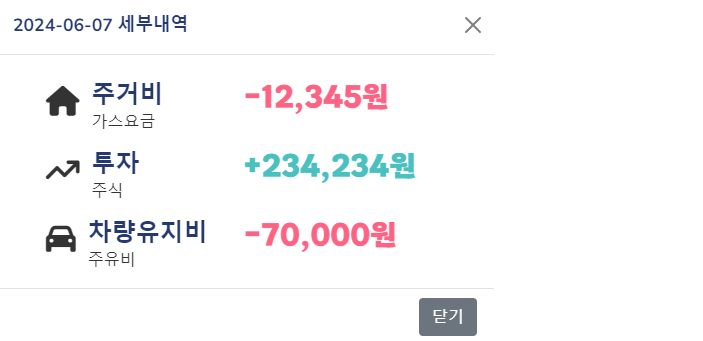 2024-06-07 세부내역
주거비 -12,345원
가스요금
투자 +234,234원
주식
차량유지비 -70,000원
주유비
닫기